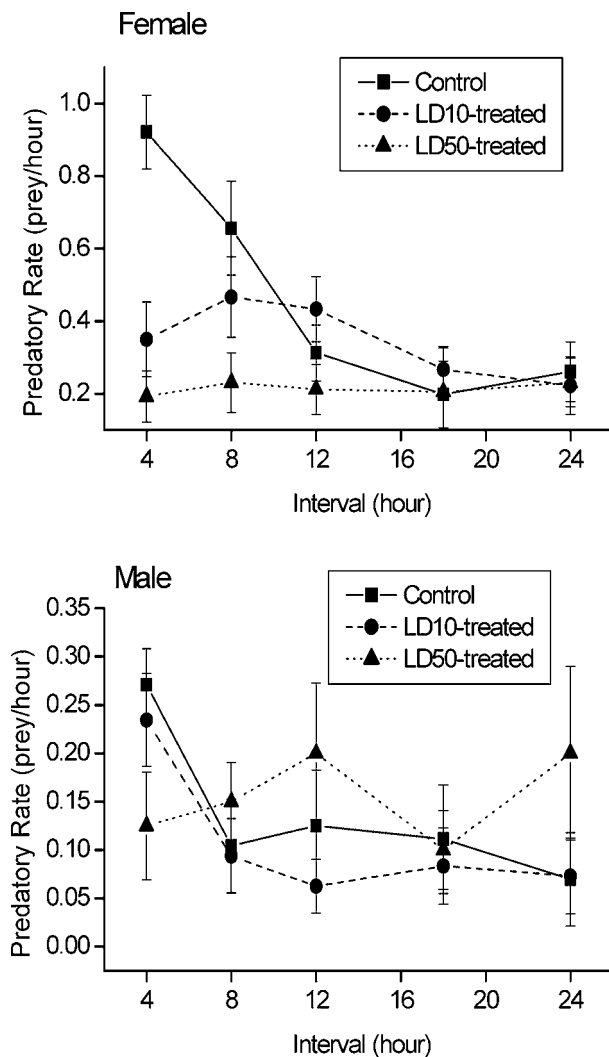 Female
Control
LD10-treated
LD50-treated
Predatory Rate (prey/hour)
1.0
0.8
0.6
0.4
0.2
4 8 12 16 20 24
Interval (hour)
Male
Control
LD10-treated
LD50-treated
Predatory Rate (prey/hour)
0.35
0.30
0.25
0.20
0.15
0.10
0.05
0.00
4 8 12 16 20 24
Interval (hour)